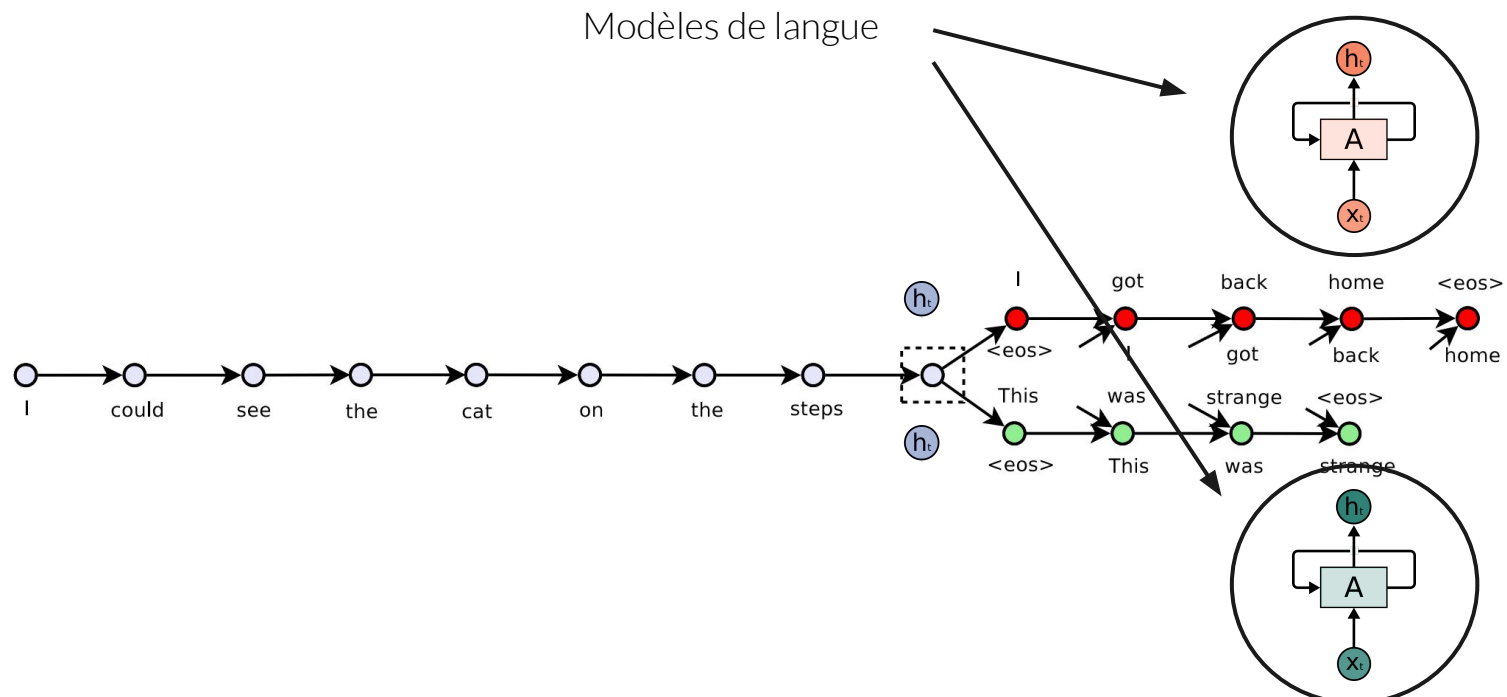 Modèles de langue
hₜ
A
xₜ
I got back home <eos>
hₜ
<eos> I got back home
I could see the cat on the steps
This was strange <eos>
hₜ
<eos> This was strange
hₜ
A
xₜ